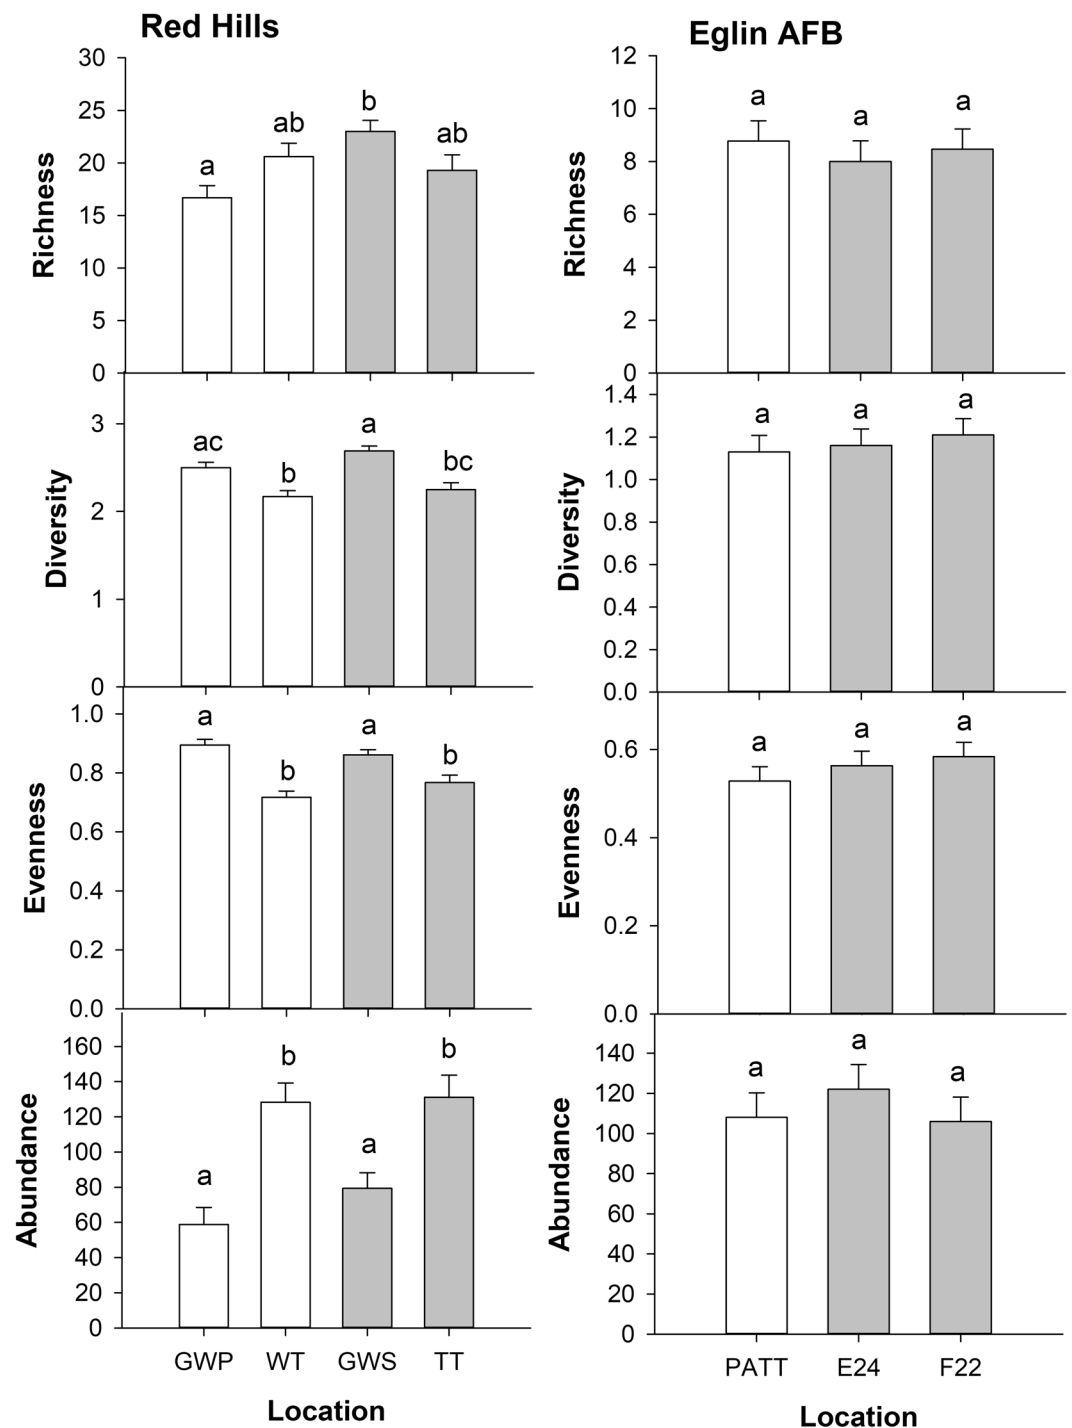 Red Hills
Eglin AFB
30
25
20
15
10
5
0
Richness
a
ab
b
ab
12
10
8
6
4
2
0
Richness
a
a
a
3
2
1
0
Diversity
ac
b
a
bc
1.4
1.2
1.0
0.8
0.6
0.4
0.2
0.0
Diversity
a
a
a
1.0
0.8
0.6
0.4
0.2
0.0
Evenness
a
b
a
b
0.6
0.4
0.2
0.0
Evenness
a
a
a
160
140
120
100
80
60
40
20
0
Abundance
a
b
a
b
GWP WT GWS TT
Location
140
120
100
80
60
40
20
0
Abundance
a
a
a
PATT E24 F22
Location